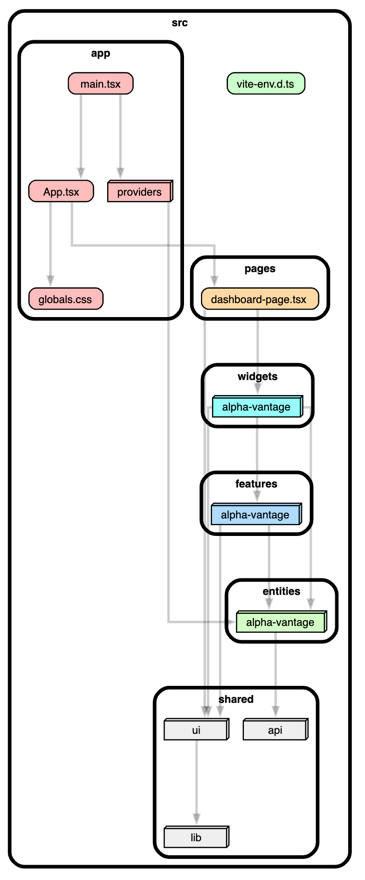 src
app
main.tsx
vite-env.d.ts
App.tsx
providers
globals.css
pages
dashboard-page.tsx
widgets
alpha-vantage
features
alpha-vantage
entities
alpha-vantage
shared
ui
api
lib